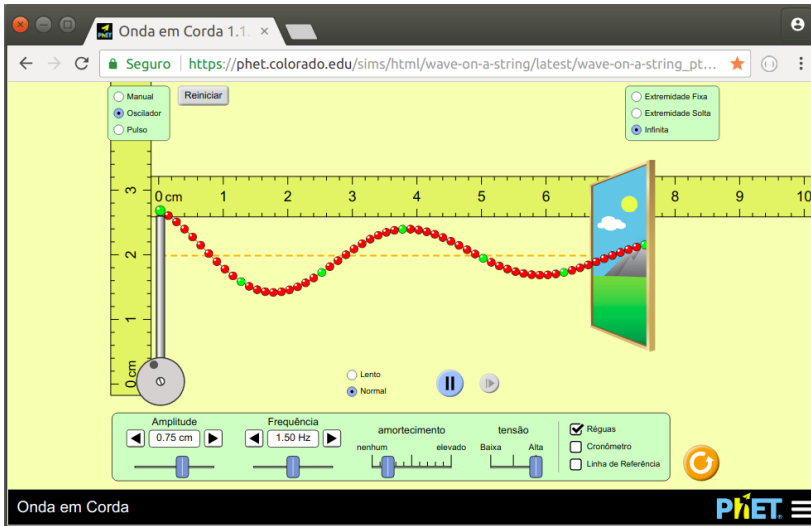 Onda em Corda 1.1. ×
Seguro | https://phet.colorado.edu/sims/html/wave-on-a-string/latest/wave-on-a-string_pt...
Manual
Oscilador
Pulso
Reiniciar
Extremidade Fixa
Extremidade Solta
Infinita
0 cm 1 2 3 4 5 6 8 9 10
3
2
1
0 cm
Lento
Normal
Amplitude
0.75 cm
Frequência
1.50 Hz
amortecimento
nenhum elevado
tensão
Baixa Alta
Réguas
Cronômetro
Linha de Referência
Onda em Corda
PhET